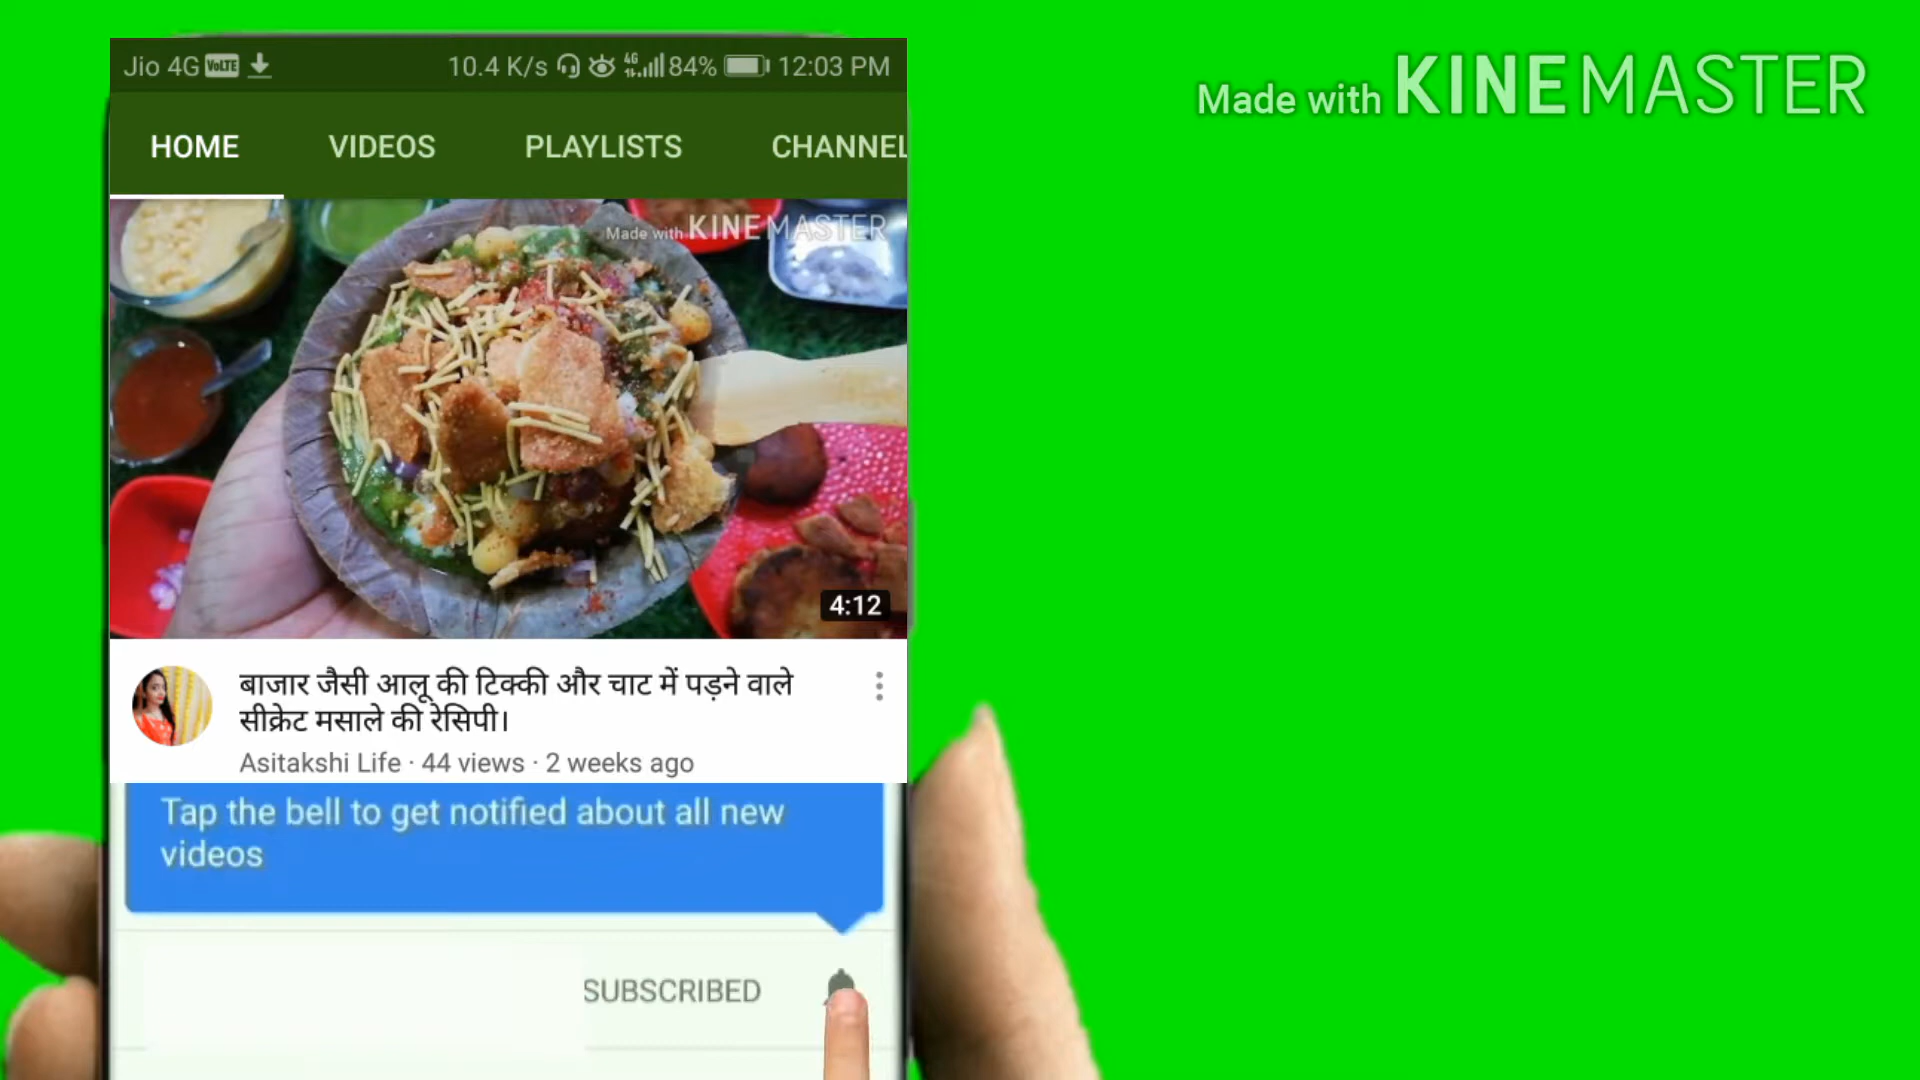 Jio 4G VoLTE 10.4 K/s 4G 84% 12:03 PM
Made with KINEMASTER
HOME VIDEOS PLAYLISTS CHANNEL
Made with KINEMASTER
4:12
बाजार जैसी आलू की टिक्की और चाट में पड़ने वाले
सीक्रेट मसाले की रेसिपी।
Asitakshi Life · 44 views · 2 weeks ago
Tap the bell to get notified about all new
videos
SUBSCRIBED